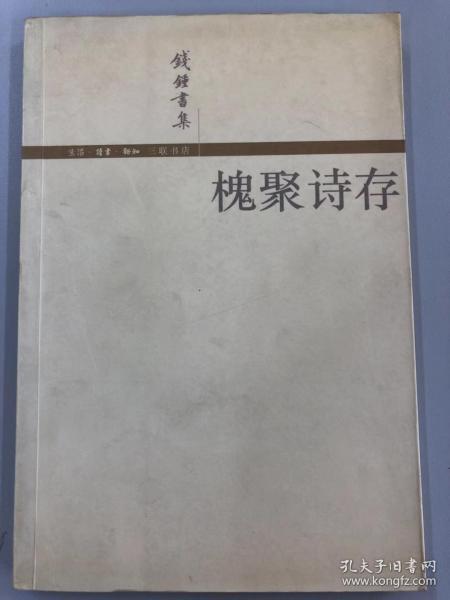 錢鍾書集
生活·讀書·新知 三联书店
槐聚诗存
孔夫子旧书网
www.kongfz.com